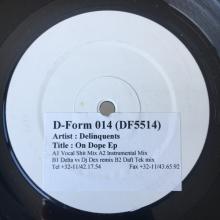 D-Form 014 (DF5514)
Artist : Delinquents
Title : On Dope Ep
A1 Vocal Shit Mix A2 Instrumental Mix
B1 Delta vs Dj Dex remix B2 Daft Tek mix
Tel +32-11/42.17.54 Fax +32-11/43.65.92